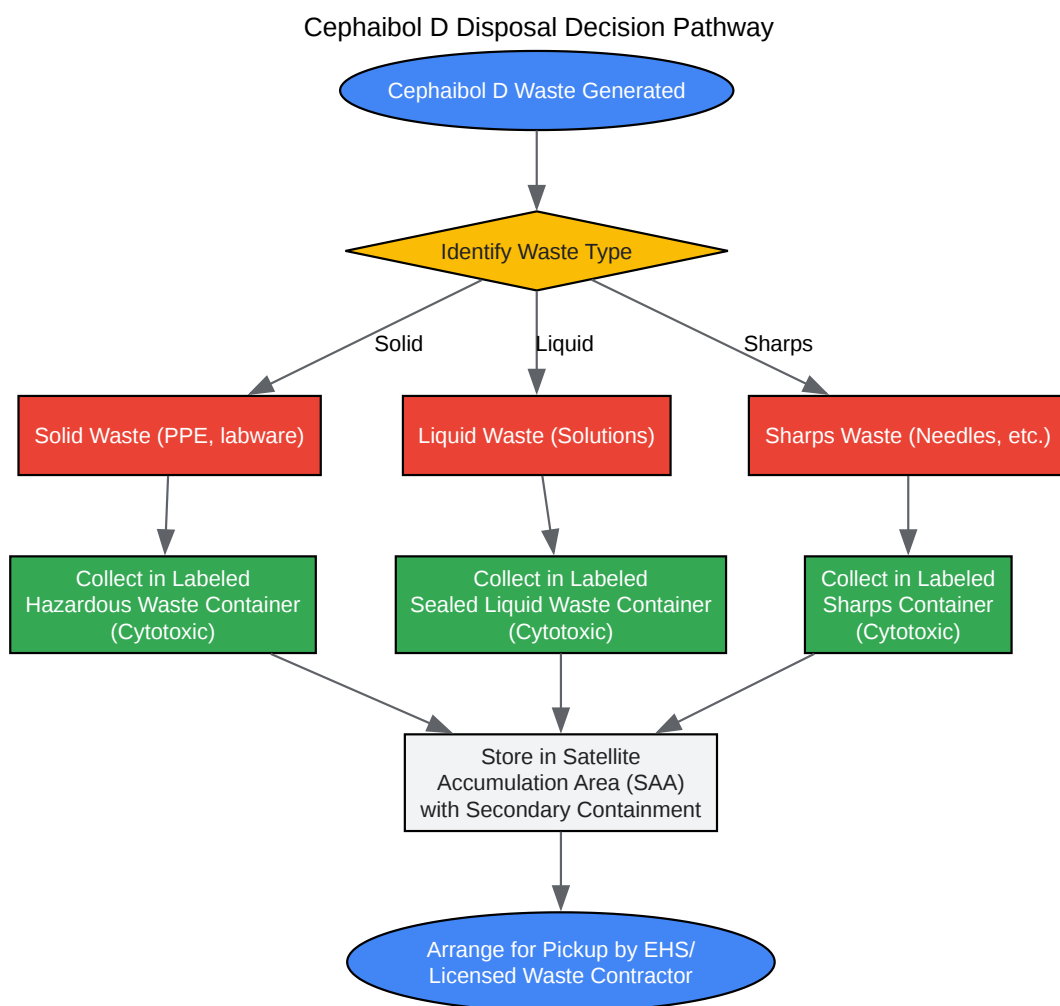 Cephaibol D Disposal Decision Pathway
Cephaibol D Waste Generated
Identify Waste Type
Solid
Liquid
Sharps
Solid Waste (PPE, labware)
Liquid Waste (Solutions)
Sharps Waste (Needles, etc.)
Collect in Labeled
Hazardous Waste Container
(Cytotoxic)
Collect in Labeled
Sealed Liquid Waste Container
(Cytotoxic)
Collect in Labeled
Sharps Container
(Cytotoxic)
Store in Satellite
Accumulation Area (SAA)
with Secondary Containment
Arrange for Pickup by EHS/
Licensed Waste Contractor